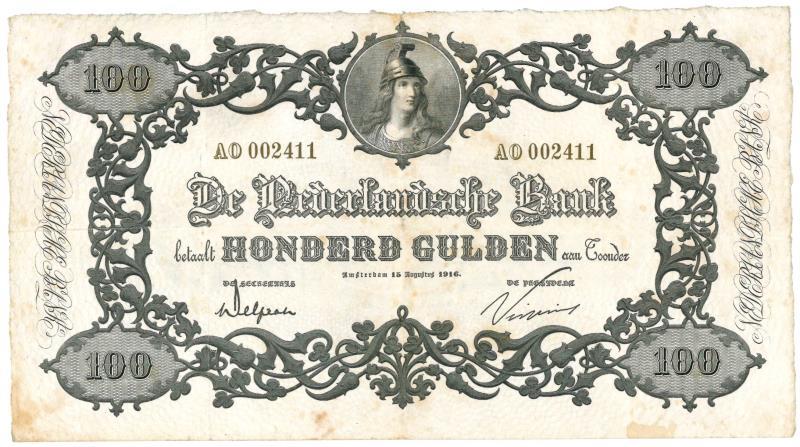 100 100
AO 002411 AO 002411
De Nederlandsche Bank
betaalt HONDERD GULDEN aan Toonder
Amsterdam 15 Augustus 1916.
DE SECRETARIS DE PRESIDENT
100 100